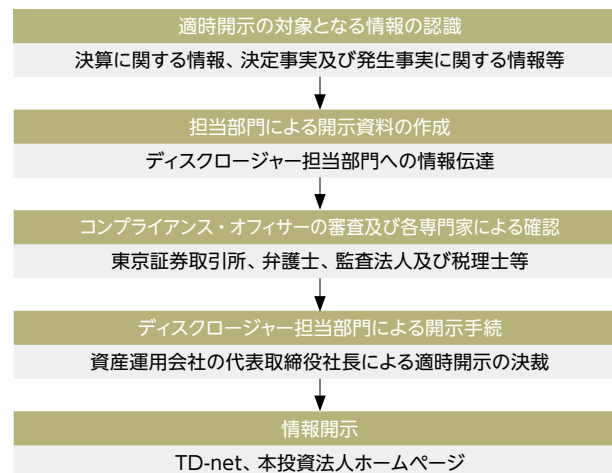 適時開示の対象となる情報の認識
決算に関する情報、決定事実及び発生事実に関する情報等
担当部門による開示資料の作成
ディスクロージャー担当部門への情報伝達
コンプライアンス・オフィサーの審査及び各専門家による確認
東京証券取引所、弁護士、監査法人及び税理士等
ディスクロージャー担当部門による開示手続
資産運用会社の代表取締役社長による適時開示の決裁
情報開示
TD-net、本投資法人ホームページ